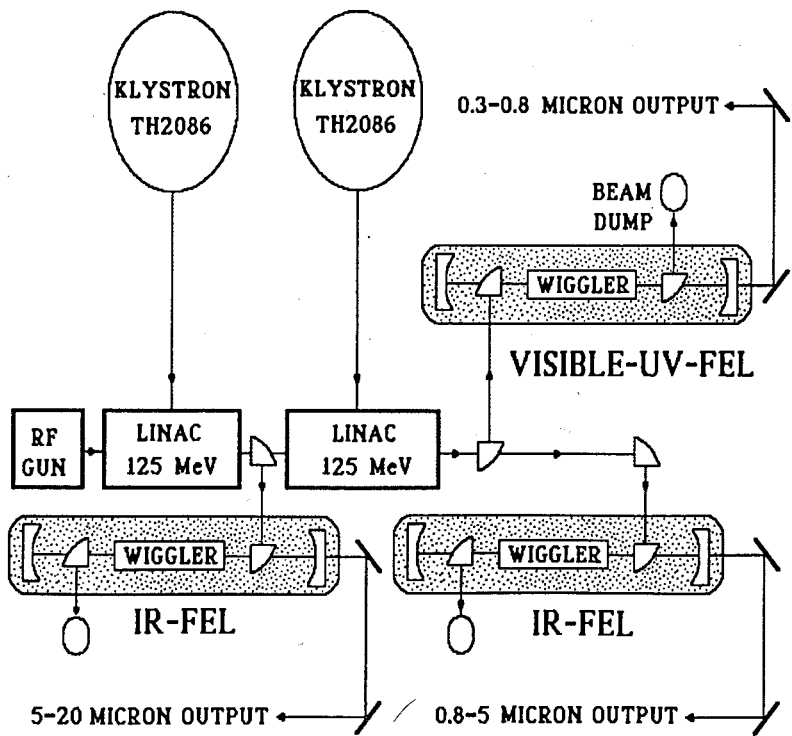 KLYSTRON
TH2086
KLYSTRON
TH2086
0.3-0.8 MICRON OUTPUT
BEAM
DUMP
WIGGLER
VISIBLE-UV-FEL
RF
GUN
LINAC
125 MeV
LINAC
125 MeV
WIGGLER
IR-FEL
WIGGLER
IR-FEL
5-20 MICRON OUTPUT
0.8-5 MICRON OUTPUT